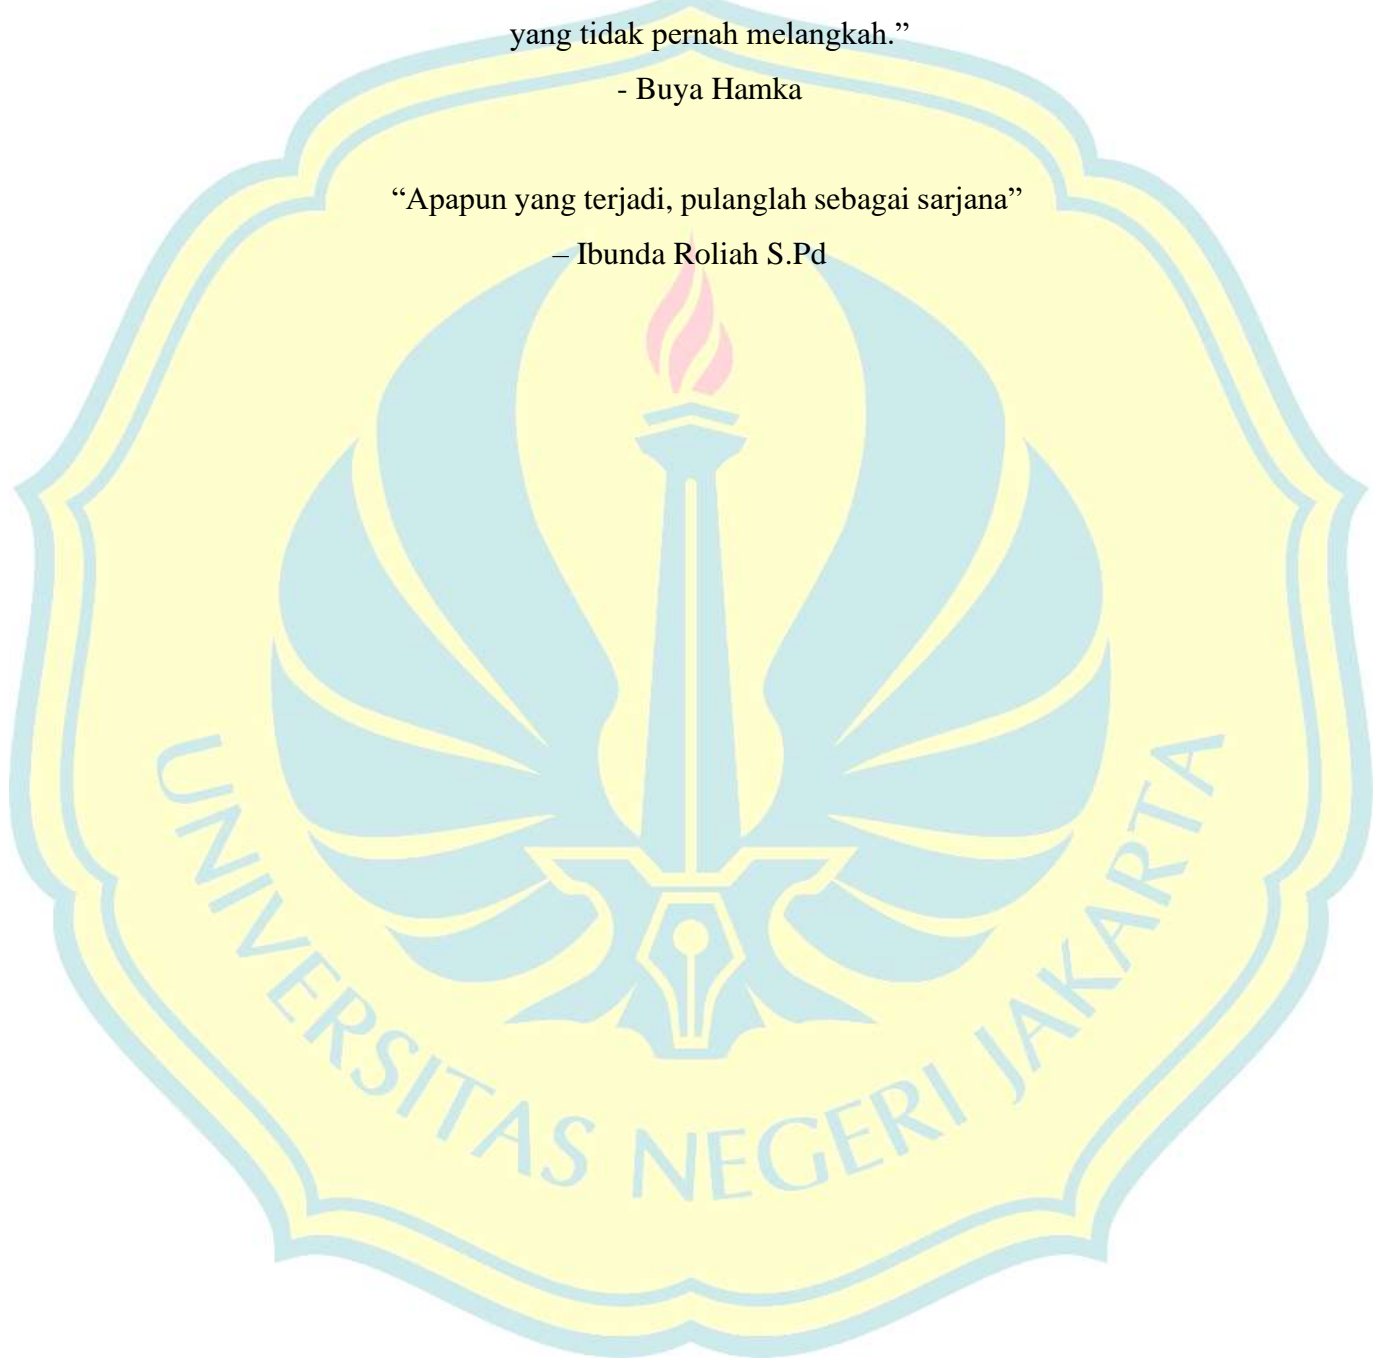 yang tidak pernah melangkah.”
- Buya Hamka
“Apapun yang terjadi, pulanglah sebagai sarjana”
– Ibunda Roliah S.Pd
UNIVERSITAS NEGERI JAKARTA